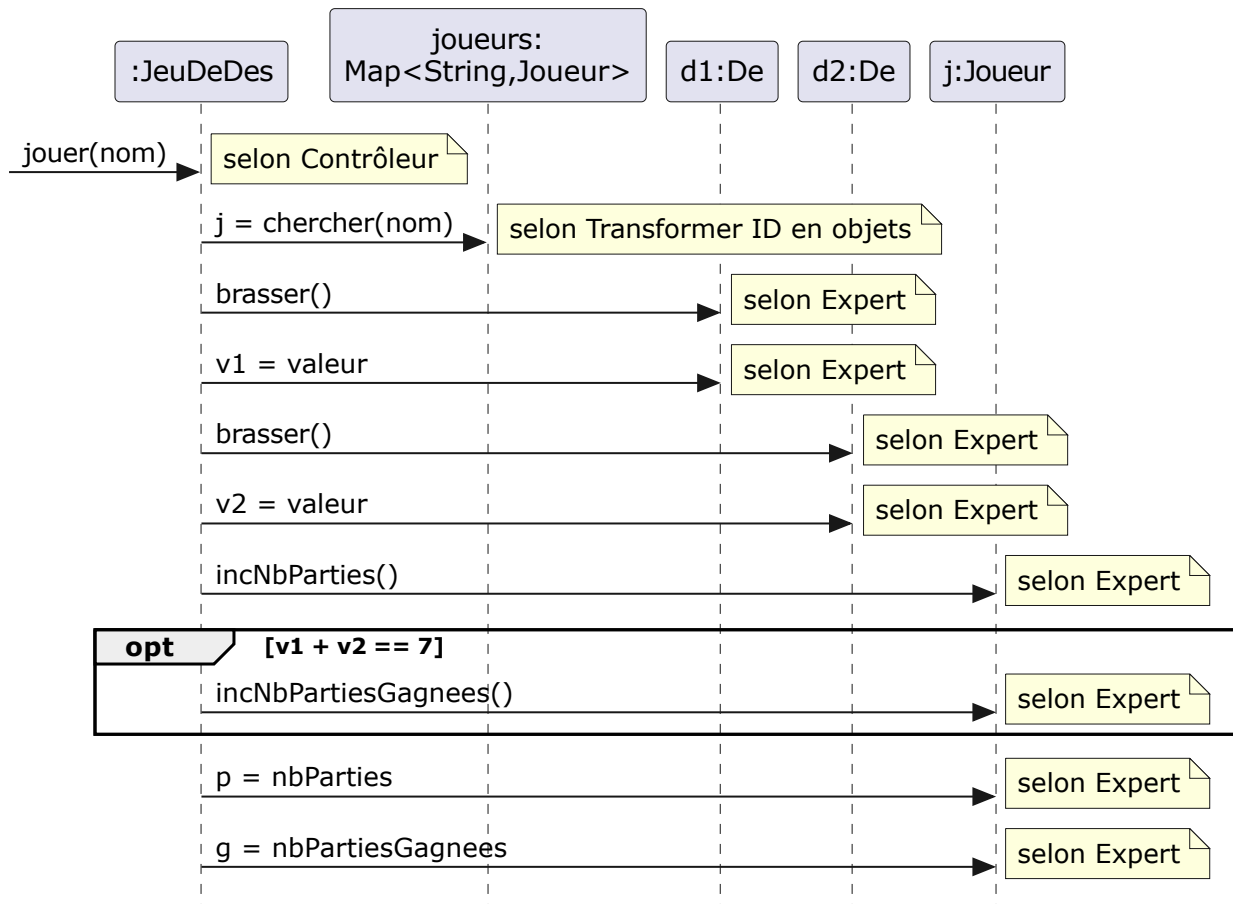 :JeuDeDes
joueurs:
Map<String,Joueur>
d1:De
d2:De
j:Joueur
jouer(nom)
selon Contrôleur
j = chercher(nom)
selon Transformer ID en objets
brasser()
selon Expert
v1 = valeur
selon Expert
brasser()
selon Expert
v2 = valeur
selon Expert
incNbParties()
selon Expert
opt
[v1 + v2 == 7]
incNbPartiesGagnees()
selon Expert
p = nbParties
selon Expert
g = nbPartiesGagnees
selon Expert